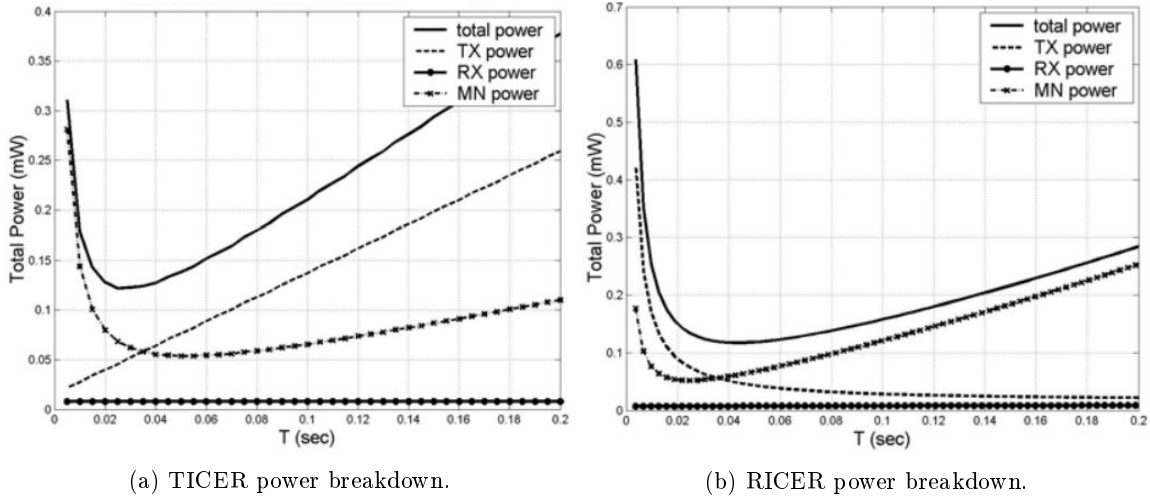 0.4
0.35
0.3
0.25
0.2
0.15
0.1
0.05
0
Total Power (mW)
total power
TX power
RX power
MN power
0 0.02 0.04 0.06 0.08 0.1 0.12 0.14 0.16 0.18 0.2
T (sec)
(a) TICER power breakdown.
0.7
0.6
0.5
0.4
0.3
0.2
0.1
0
Total Power (mW)
total power
TX power
RX power
MN power
0 0.02 0.04 0.06 0.08 0.1 0.12 0.14 0.16 0.18 0.2
T (sec)
(b) RICER power breakdown.